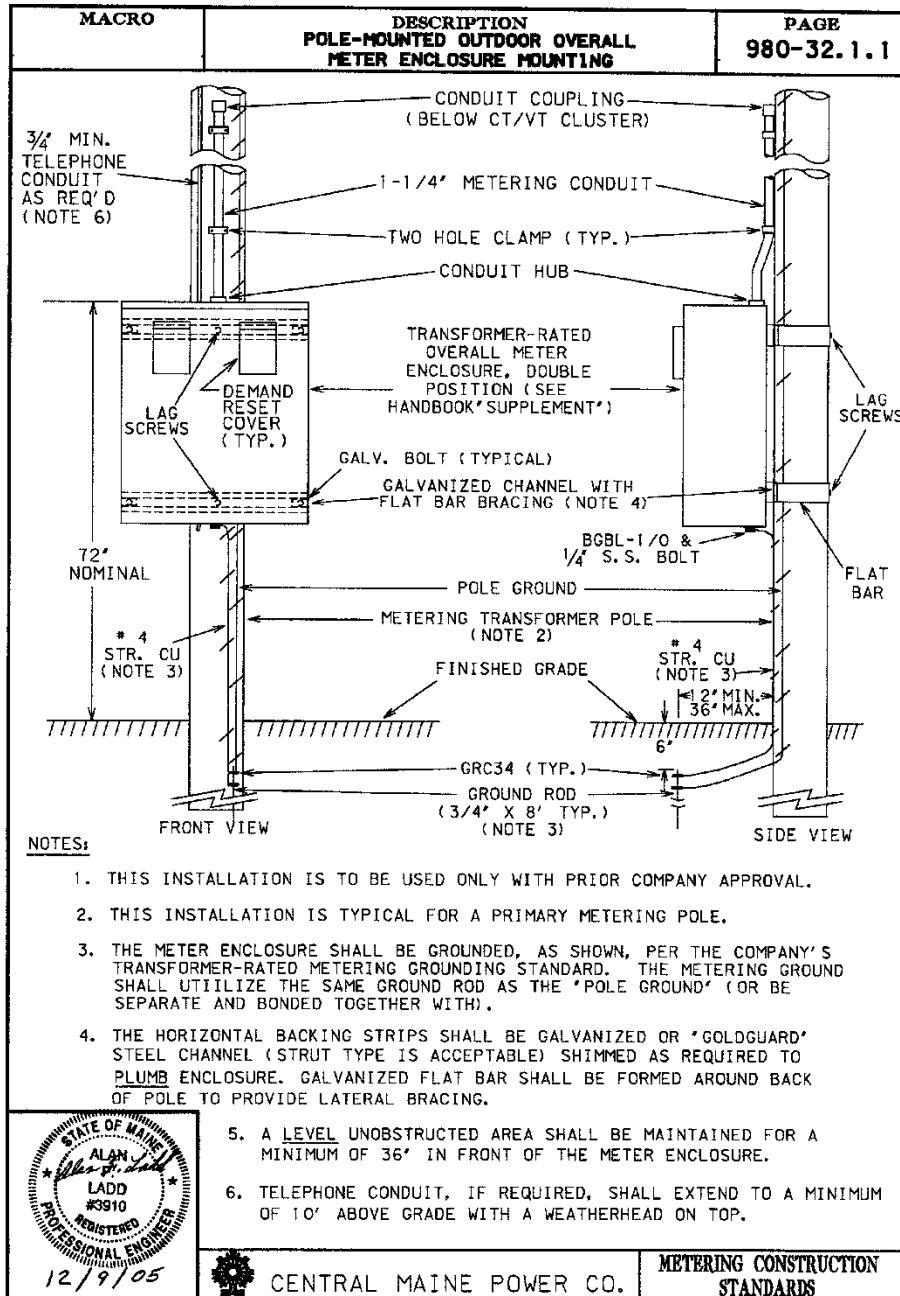 MACRO
DESCRIPTION
POLE-MOUNTED OUTDOOR OVERALL
METER ENCLOSURE MOUNTING
PAGE
980-32.1.1
3/4" MIN.
TELEPHONE
CONDUIT
AS REQ'D
(NOTE 6)
CONDUIT COUPLING
(BELOW CT/VT CLUSTER)
1-1/4" METERING CONDUIT
TWO HOLE CLAMP (TYP.)
CONDUIT HUB
TRANSFORMER-RATED
OVERALL METER
ENCLOSURE, DOUBLE
POSITION (SEE
HANDBOOK "SUPPLEMENT")
LAG
SCREWS
DEMAND
RESET
COVER
(TYP.)
LAG
SCREWS
GALV. BOLT (TYPICAL)
GALVANIZED CHANNEL WITH
FLAT BAR BRACING (NOTE 4)
BGBL-1/0 &
1/4" S.S. BOLT
72"
NOMINAL
FLAT
BAR
POLE GROUND
METERING TRANSFORMER POLE
(NOTE 2)
# 4
STR. CU
(NOTE 3)
# 4
STR. CU
(NOTE 3)
FINISHED GRADE
12" MIN.
36" MAX.
6"
GRC34 (TYP.)
GROUND ROD
(3/4" X 8' TYP.)
(NOTE 3)
FRONT VIEW
SIDE VIEW
NOTES:
1. THIS INSTALLATION IS TO BE USED ONLY WITH PRIOR COMPANY APPROVAL.
2. THIS INSTALLATION IS TYPICAL FOR A PRIMARY METERING POLE.
3. THE METER ENCLOSURE SHALL BE GROUNDED, AS SHOWN, PER THE COMPANY'S
TRANSFORMER-RATED METERING GROUNDING STANDARD. THE METERING GROUND
SHALL UTIILIZE THE SAME GROUND ROD AS THE "POLE GROUND" (OR BE
SEPARATE AND BONDED TOGETHER WITH).
4. THE HORIZONTAL BACKING STRIPS SHALL BE GALVANIZED OR "GOLDGUARD"
STEEL CHANNEL (STRUT TYPE IS ACCEPTABLE) SHIMMED AS REQUIRED TO
PLUMB ENCLOSURE. GALVANIZED FLAT BAR SHALL BE FORMED AROUND BACK
OF POLE TO PROVIDE LATERAL BRACING.
5. A LEVEL UNOBSTRUCTED AREA SHALL BE MAINTAINED FOR A
MINIMUM OF 36" IN FRONT OF THE METER ENCLOSURE.
6. TELEPHONE CONDUIT, IF REQUIRED, SHALL EXTEND TO A MINIMUM
OF 10' ABOVE GRADE WITH A WEATHERHEAD ON TOP.
STATE OF MAINE
ALAN
LADD
#3910
REGISTERED
PROFESSIONAL ENGINEER
12/9/05
CENTRAL MAINE POWER CO.
METERING CONSTRUCTION
STANDARDS